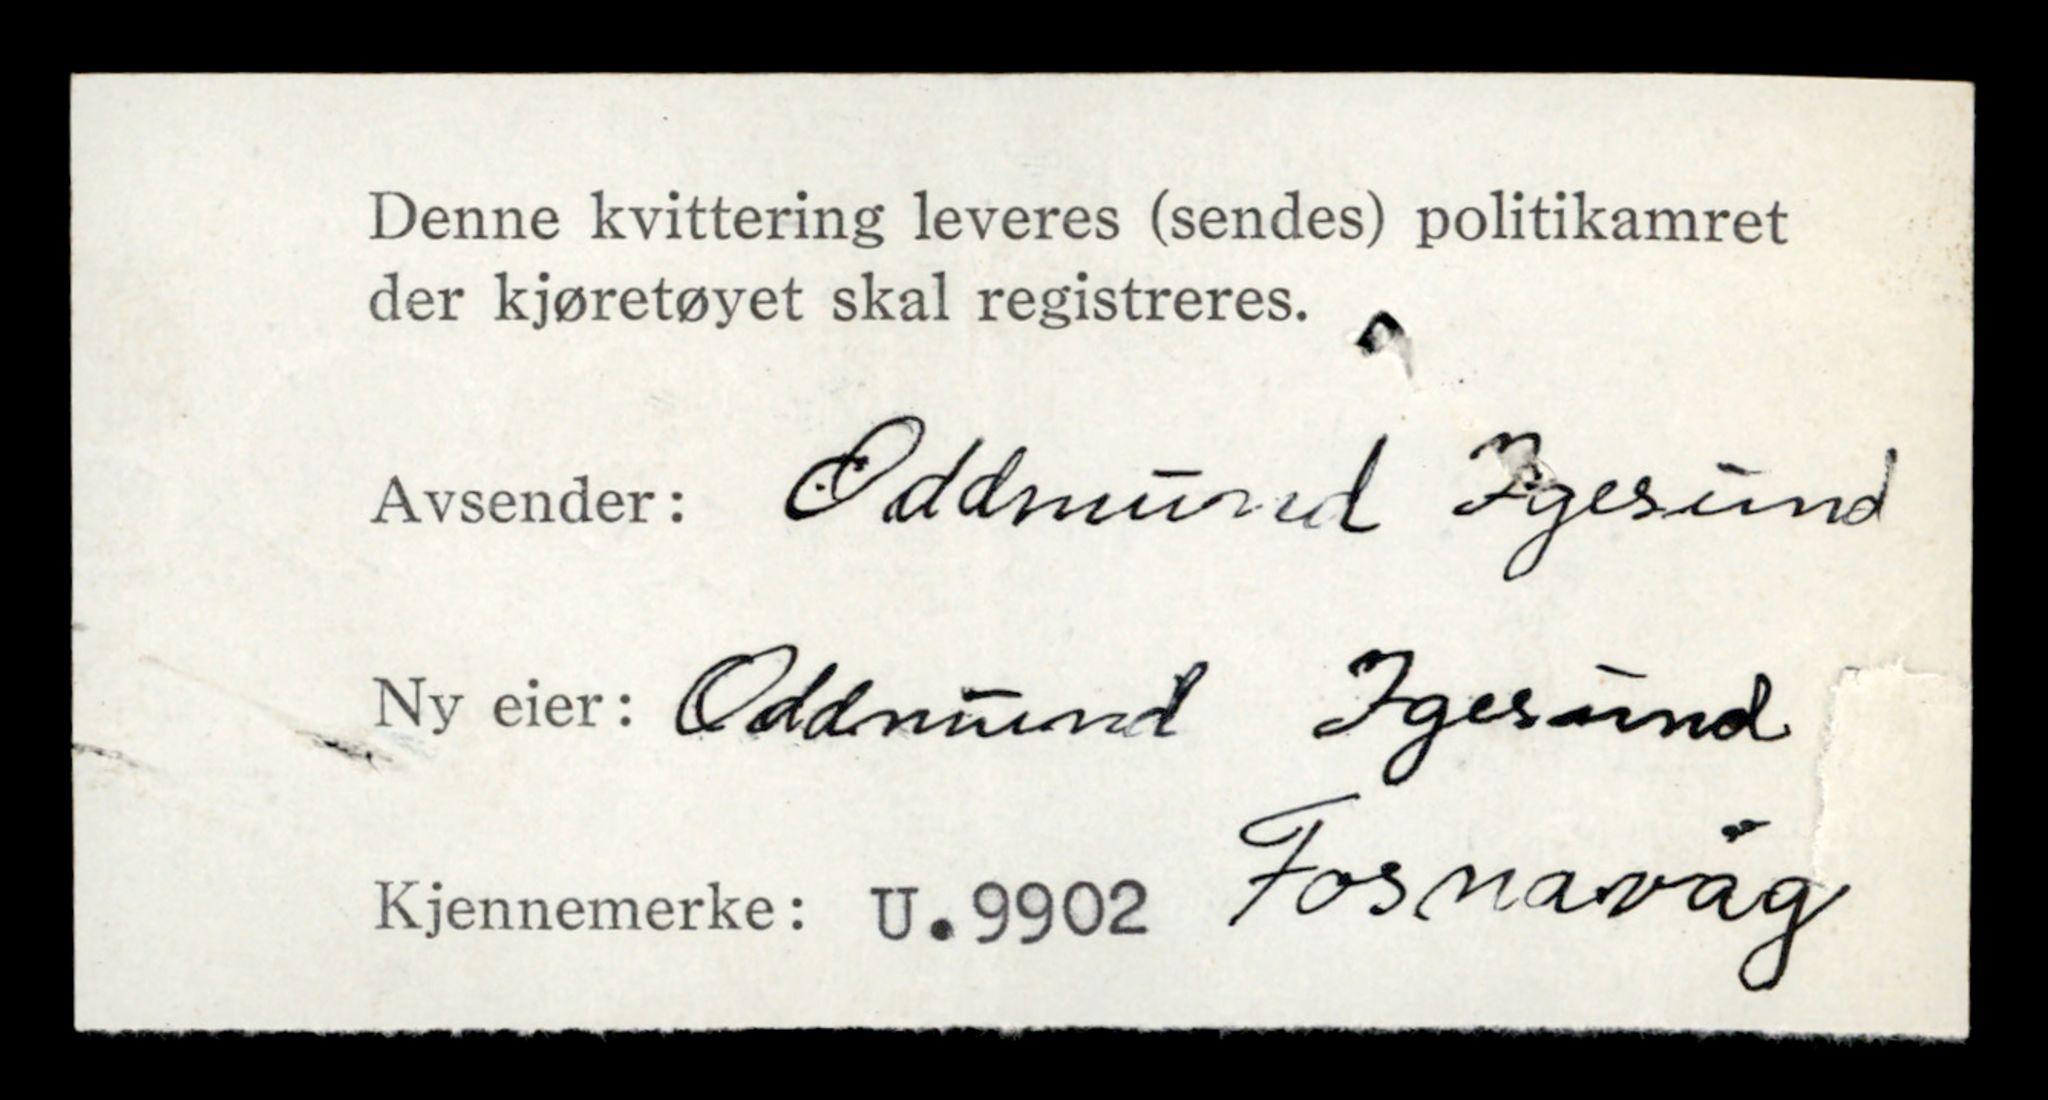 Denne kvittering leveres (sendes) politikamret
der kjøretøyet skal registreres.
Avsender: Oddmund Igesund
Ny eier: Oddmund Igesund
Fosnavåg
Kjennemerke: U.9902